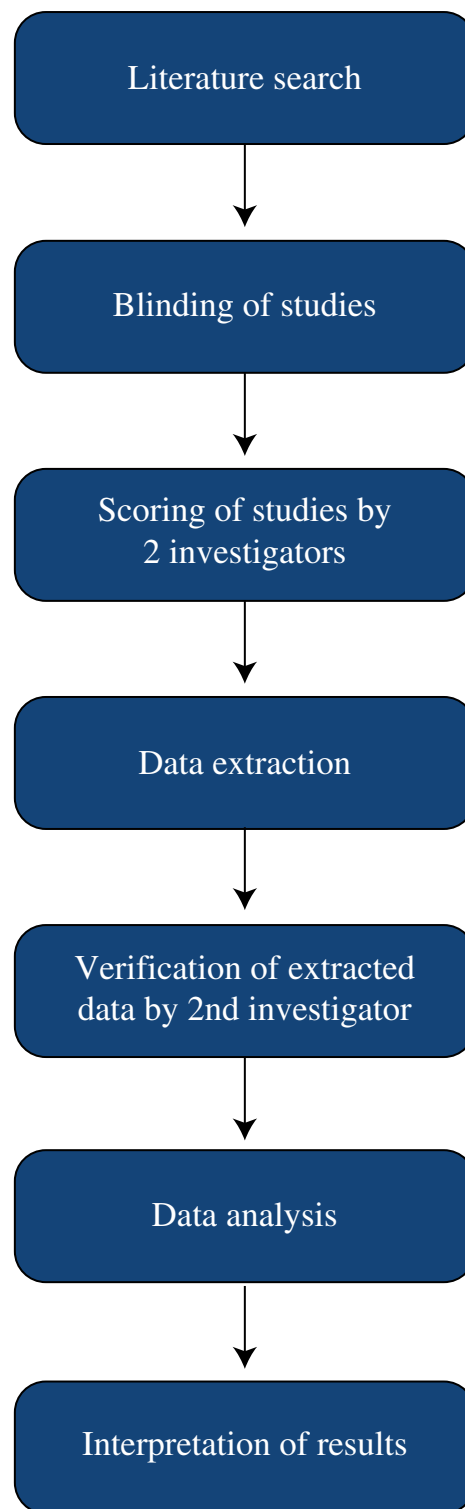 Literature search
Blinding of studies
Scoring of studies by
2 investigators
Data extraction
Verification of extracted
data by 2nd investigator
Data analysis
Interpretation of results